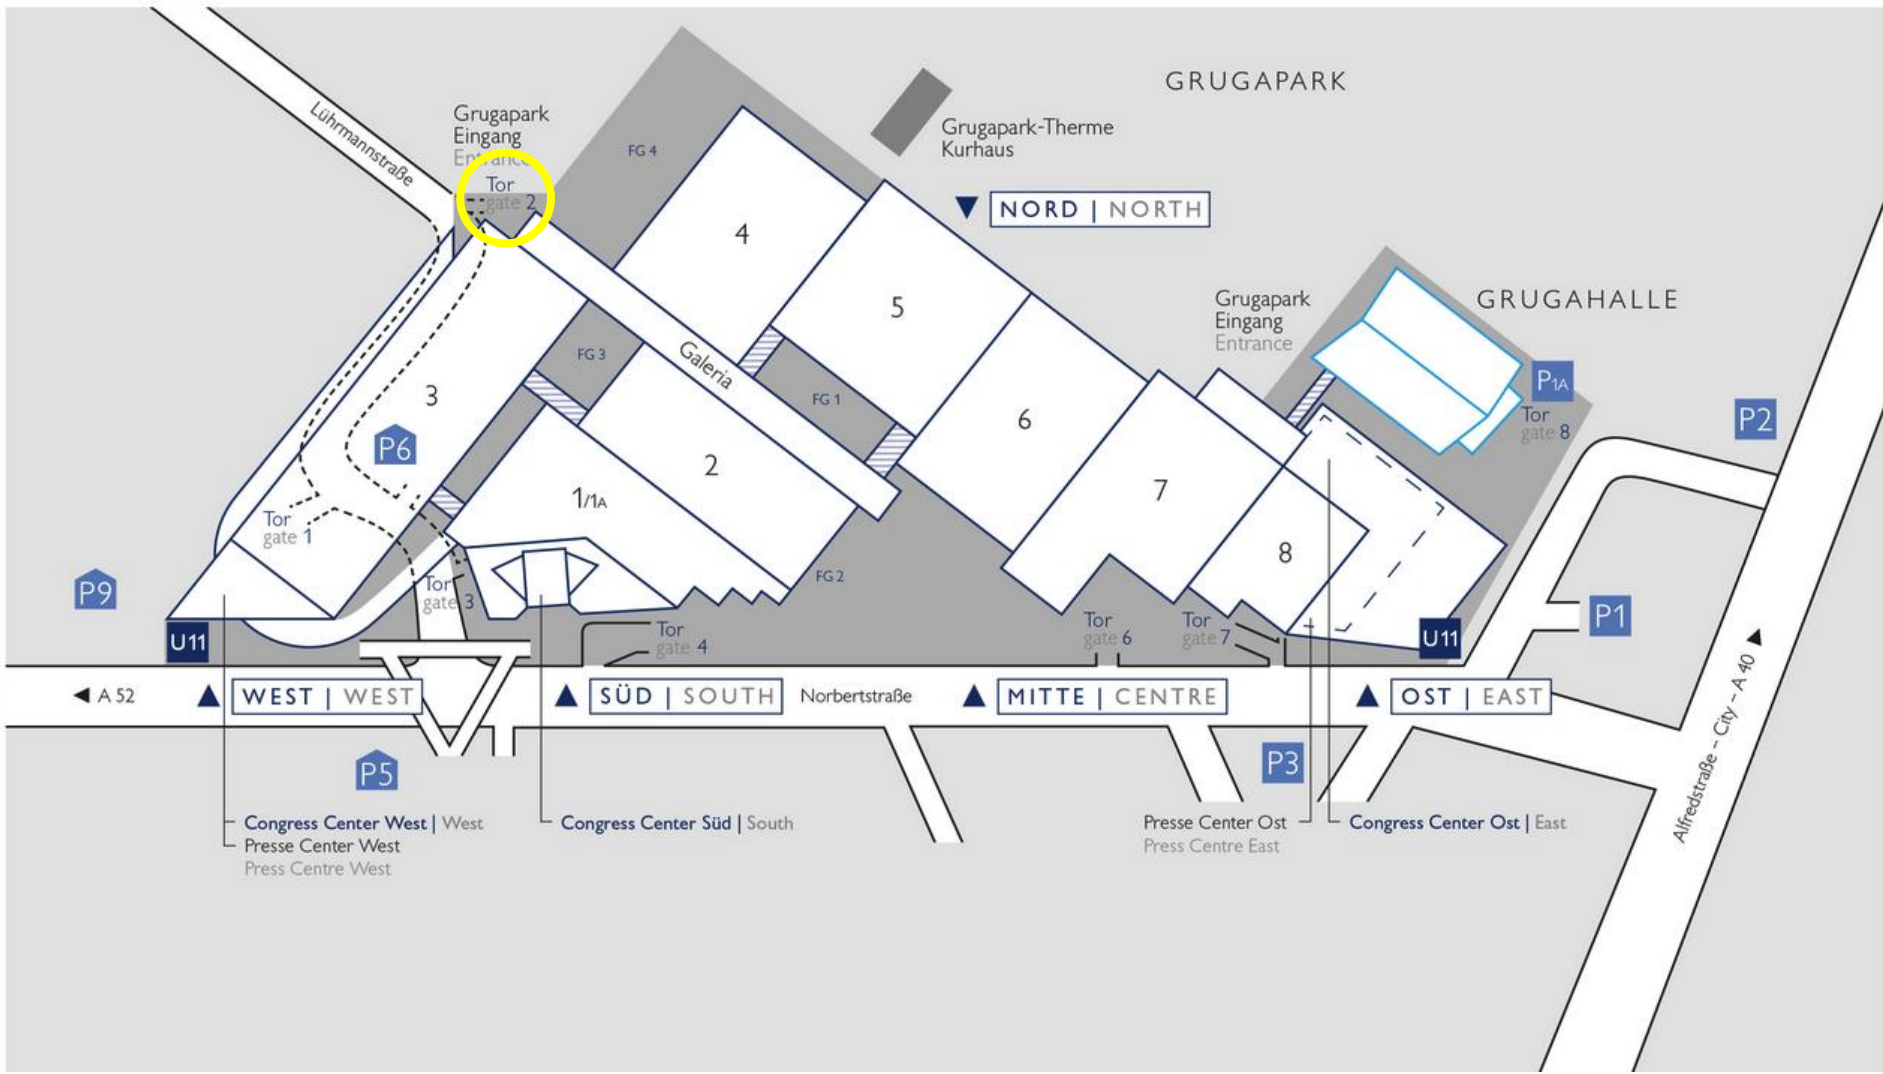 GRUGAPARK
Lührmannstraße
Grugapark
Eingang
Entrance
Tor
gate 2
FG 4
Grugapark-Therme
Kurhaus
NORD | NORTH
4
5
Grugapark
Eingang
Entrance
GRUGAHALLE
P1A
Tor
gate 8
P2
3
FG 3
Galeria
FG 1
6
P6
2
7
1/1A
8
Tor
gate 1
P9
Tor
gate 3
FG 2
P1
U11
Tor
gate 4
Tor
gate 6
Tor
gate 7
U11
A 52
WEST | WEST
SÜD | SOUTH
Norbertstraße
MITTE | CENTRE
OST | EAST
Alfredstraße – City – A 40
P5
P3
Congress Center West | West
Presse Center West
Press Centre West
Congress Center Süd | South
Presse Center Ost
Press Centre East
Congress Center Ost | East